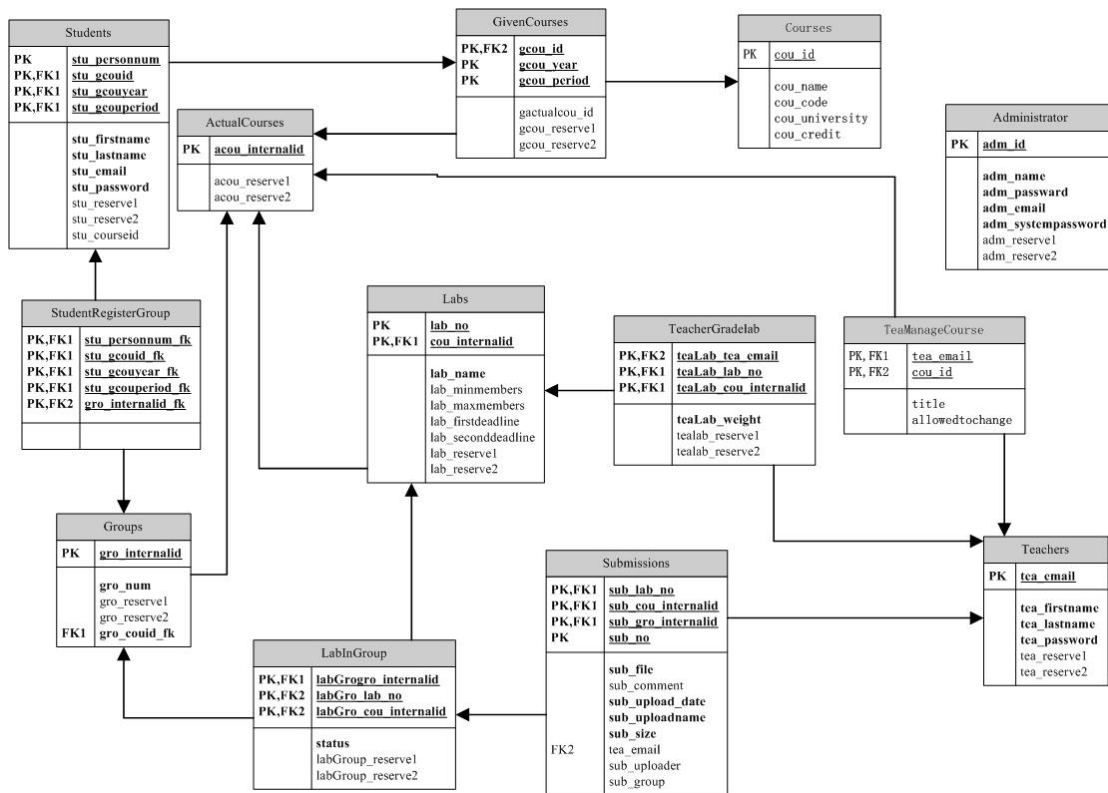 Students
PK stu_personnum
PK,FK1 stu_gcouid
PK,FK1 stu_gcouyear
PK,FK1 stu_gcouperiod
stu_firstname
stu_lastname
stu_email
stu_password
stu_reserve1
stu_reserve2
stu_courseid
GivenCourses
PK,FK2 gcou_id
PK gcou_year
PK gcou_period
gactualcou_id
gcou_reserve1
gcou_reserve2
Courses
PK cou_id
cou_name
cou_code
cou_university
cou_credit
ActualCourses
PK acou_internalid
acou_reserve1
acou_reserve2
Administrator
PK adm_id
adm_name
adm_passward
adm_email
adm_systempassword
adm_reserve1
adm_reserve2
StudentRegisterGroup
PK,FK1 stu_personnum_fk
PK,FK1 stu_gcouid_fk
PK,FK1 stu_gcouyear_fk
PK,FK1 stu_gcouperiod_fk
PK,FK2 gro_internalid_fk
Labs
PK lab_no
PK,FK1 cou_internalid
lab_name
lab_minmembers
lab_maxmembers
lab_firstdeadline
lab_seconddeadline
lab_reserve1
lab_reserve2
TeacherGradelab
PK,FK2 teaLab_tea_email
PK,FK1 teaLab_lab_no
PK,FK1 teaLab_cou_internalid
teaLab_weight
tealab_reserve1
tealab_reserve2
TeaManageCourse
PK, FK1 tea_email
PK, FK2 cou_id
title
allowedtochange
Groups
PK gro_internalid
gro_num
gro_reserve1
gro_reserve2
FK1 gro_couid_fk
LabInGroup
PK,FK1 labGrogro_internalid
PK,FK2 labGro_lab_no
PK,FK2 labGro_cou_internalid
status
labGroup_reserve1
labGroup_reserve2
Submissions
PK,FK1 sub_lab_no
PK,FK1 sub_cou_internalid
PK,FK1 sub_gro_internalid
PK sub_no
sub_file
sub_comment
sub_upload_date
sub_uploadname
sub_size
FK2 tea_email
sub_uploader
sub_group
Teachers
PK tea_email
tea_firstname
tea_lastname
tea_password
tea_reserve1
tea_reserve2